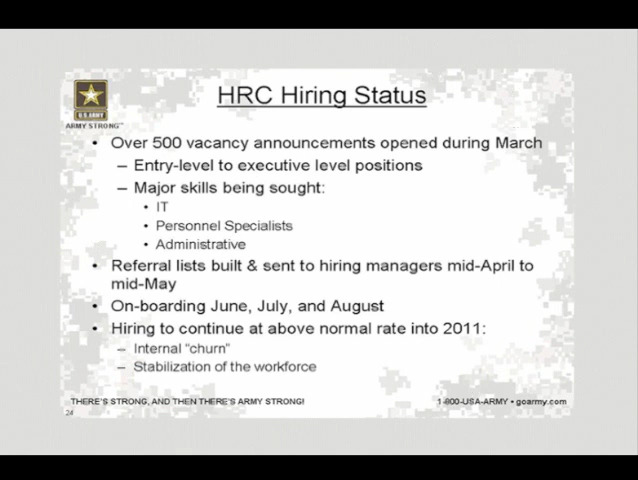 HRC Hiring Status
U.S. ARMY
ARMY STRONG™
• Over 500 vacancy announcements opened during March
– Entry-level to executive level positions
– Major skills being sought:
• IT
• Personnel Specialists
• Administrative
• Referral lists built & sent to hiring managers mid-April to
mid-May
• On-boarding June, July, and August
• Hiring to continue at above normal rate into 2011:
– Internal "churn"
– Stabilization of the workforce
THERE'S STRONG, AND THEN THERE'S ARMY STRONG!
1-800-USA-ARMY • goarmy.com
24